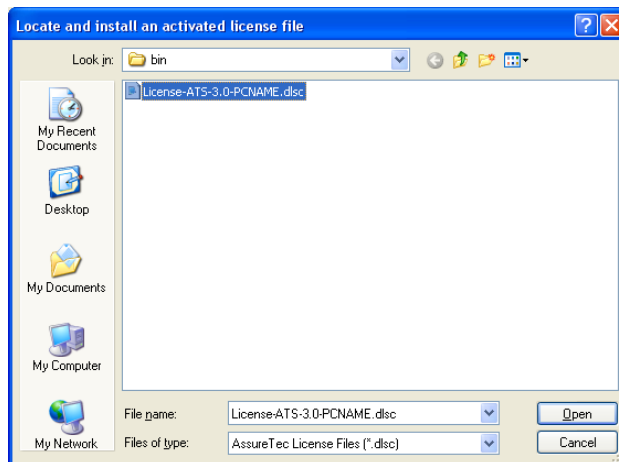 Locate and install an activated license file
Look in: bin
License-ATS-3.0-PCNAME.dlsc
My Recent
Documents
Desktop
My Documents
My Computer
My Network
File name: License-ATS-3.0-PCNAME.dlsc Open
Files of type: AssureTec License Files (*.dlsc) Cancel